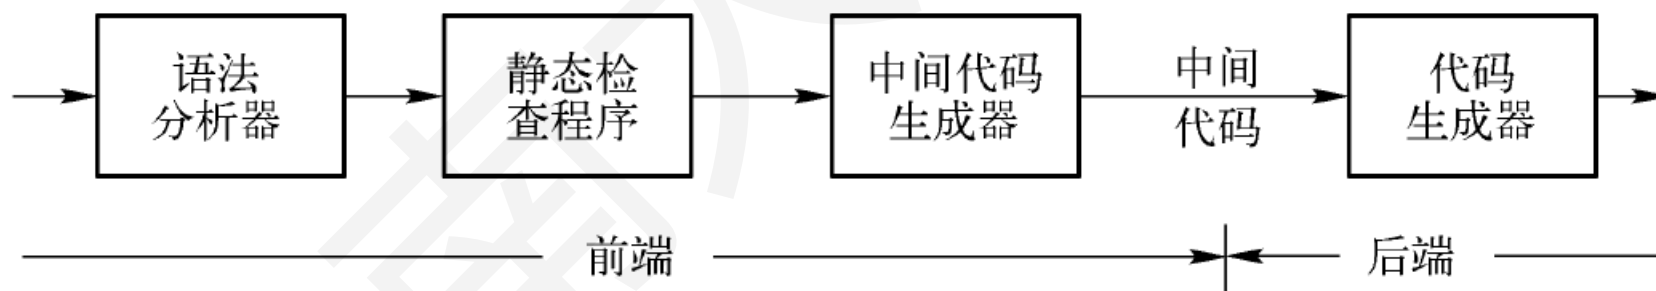 语法
分析器
静态检
查程序
中间代码
生成器
中间
代码
代码
生成器
前端
后端